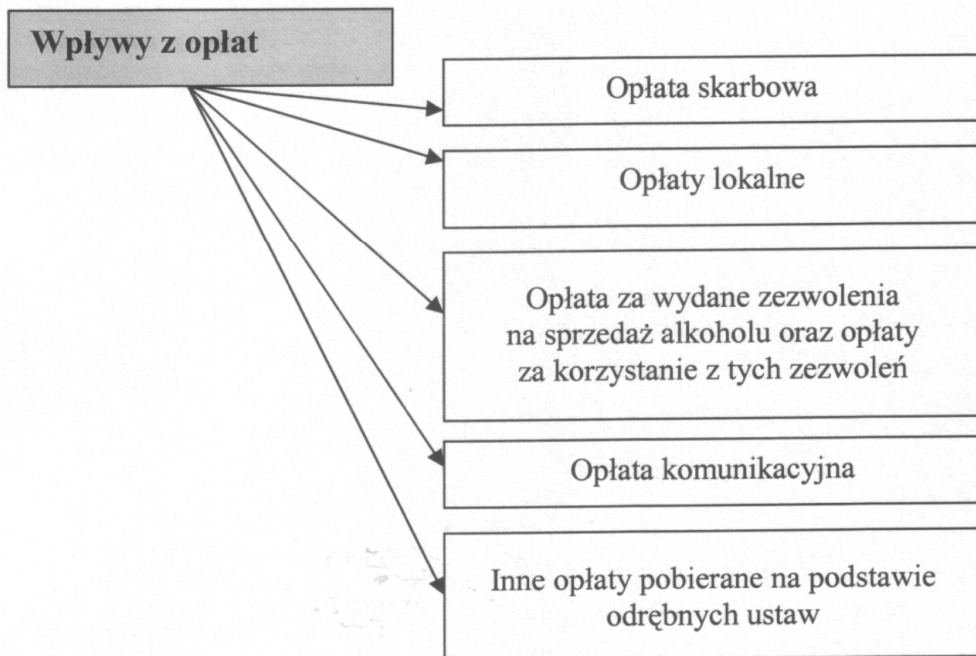 Wpływy z opłat
Opłata skarbowa
Opłaty lokalne
Opłata za wydane zezwolenia
na sprzedaż alkoholu oraz opłaty
za korzystanie z tych zezwoleń
Opłata komunikacyjna
Inne opłaty pobierane na podstawie
odrębnych ustaw